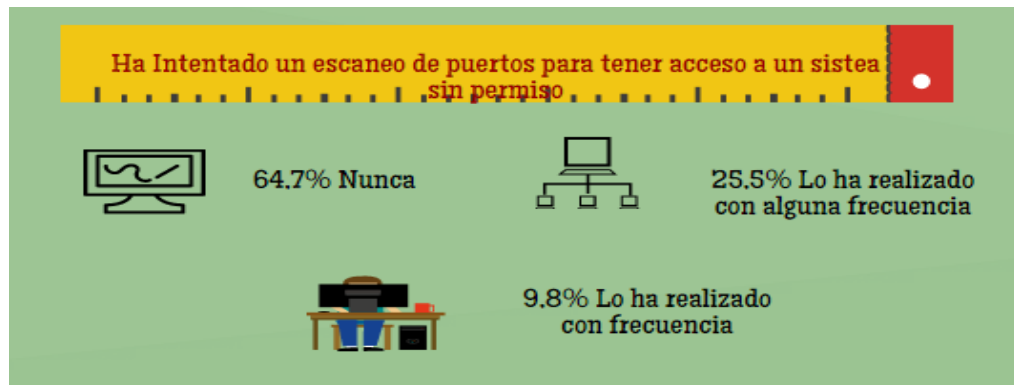 Ha Intentado un escaneo de puertos para tener acceso a un sistea
sin permiso
64.7% Nunca
25.5% Lo ha realizado
con alguna frecuencia
9.8% Lo ha realizado
con frecuencia